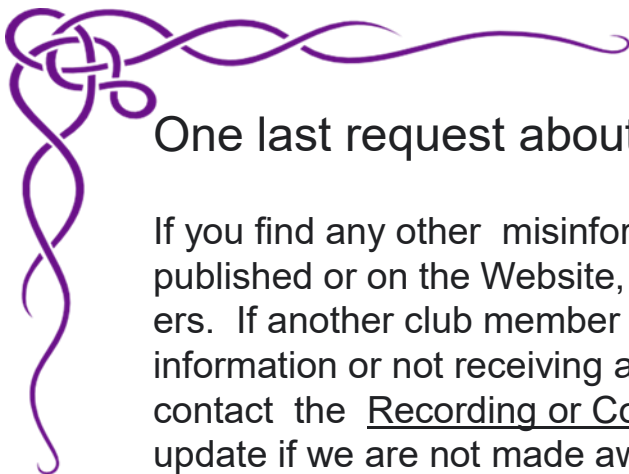 One last request about
If you find any other misinfor
published or on the Website,
ers. If another club member
information or not receiving a
contact the Recording or Co
update if we are not made aw